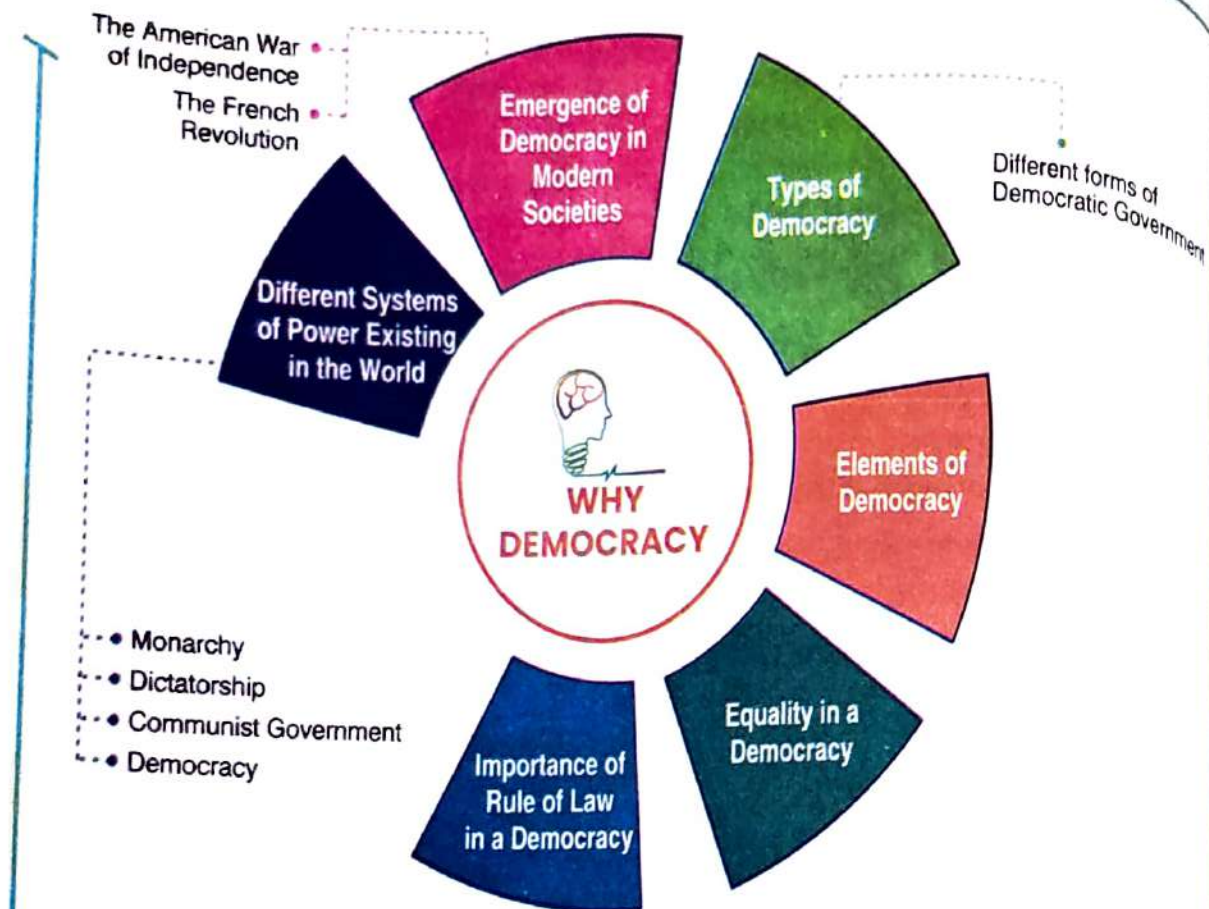 The American War
of Independence
The French
Revolution
Emergence of
Democracy in
Modern
Societies
Types of
Democracy
Different forms of
Democratic Government
Different Systems
of Power Existing
in the World
WHY
DEMOCRACY
Elements of
Democracy
Monarchy
Dictatorship
Communist Government
Democracy
Equality in a
Democracy
Importance of
Rule of Law
in a Democracy